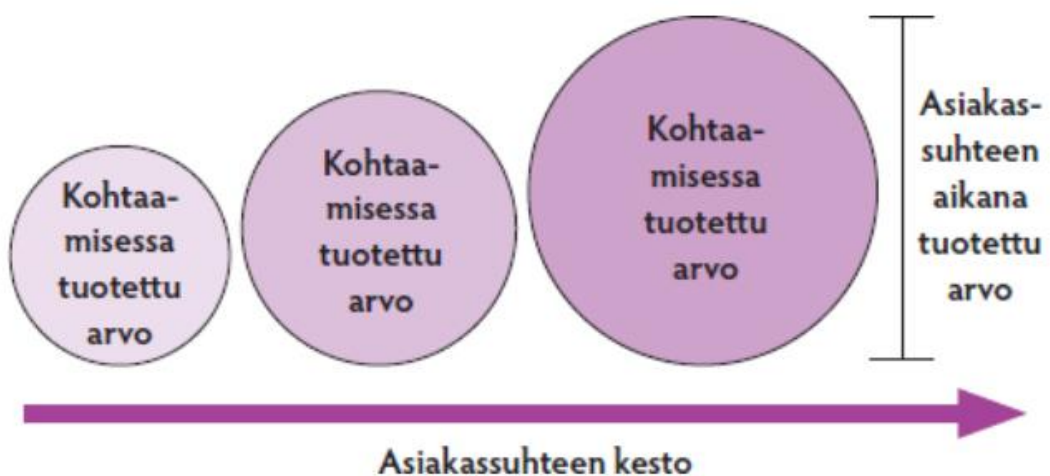 Kohtaa-
misessa
tuotettu
arvo
Kohtaa-
misessa
tuotettu
arvo
Kohtaa-
misessa
tuotettu
arvo
Asiakas-
suhteen
aikana
tuotettu
arvo
Asiakassuhteen kesto